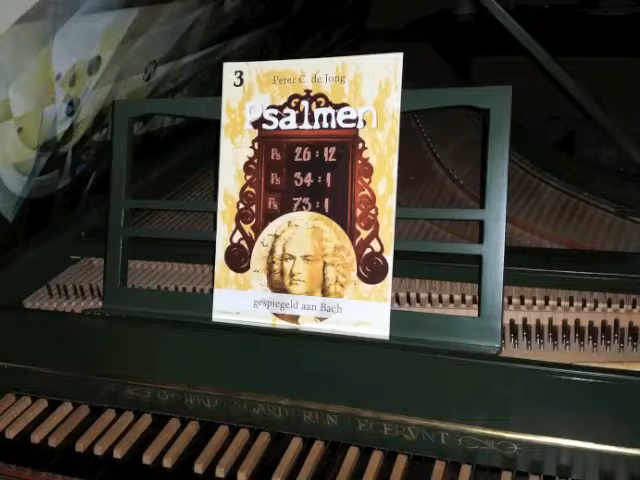 3
Peter C. de Jong
Psalmen
Ps 26 : 12
Ps 34 : 1
Ps 73 : 1
gespiegeld aan Bach